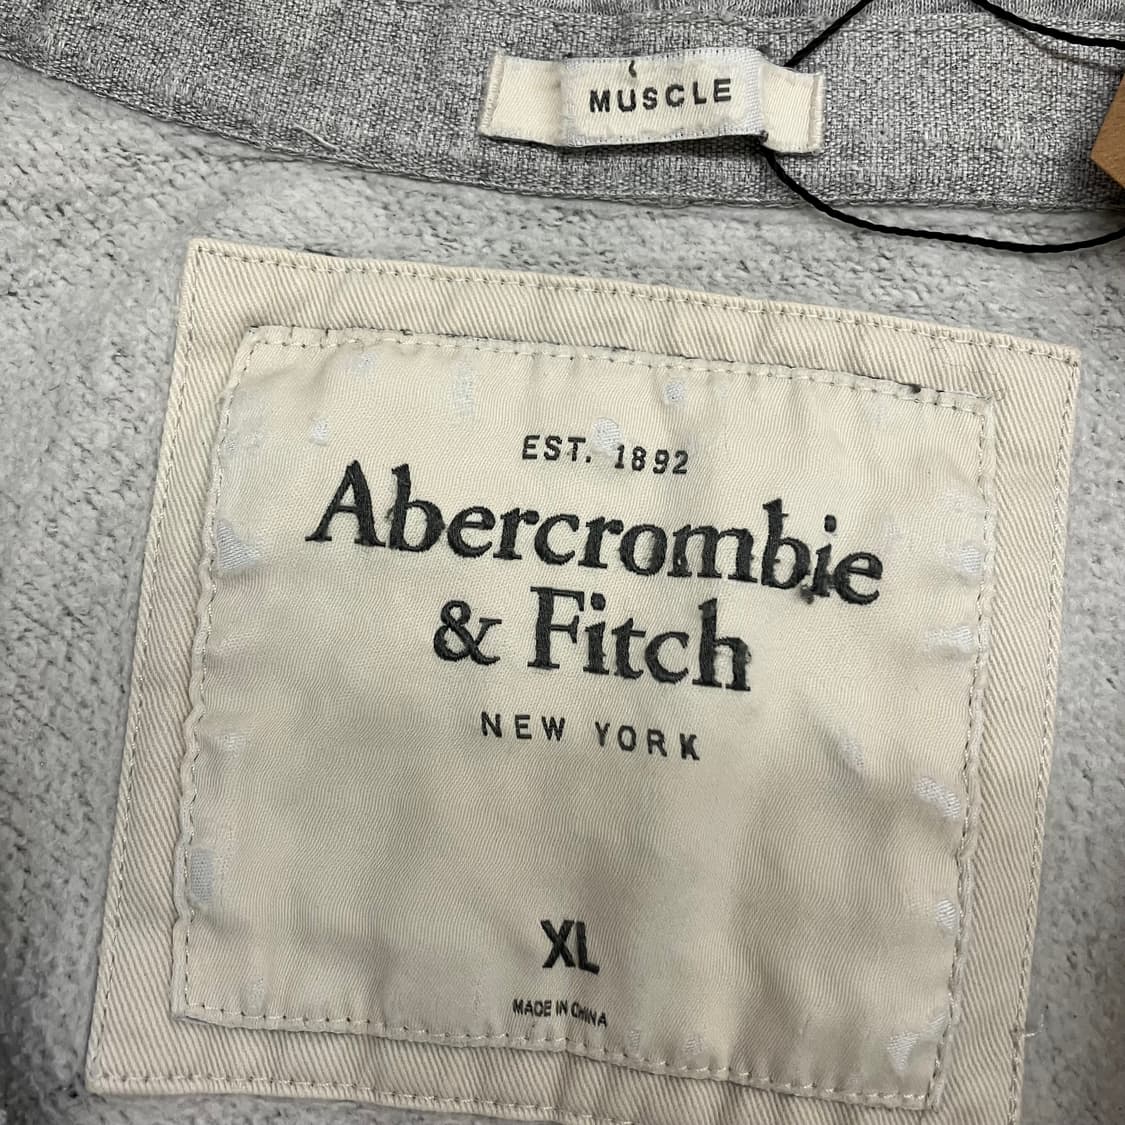 MUSCLE
EST. 1892
Abercrombie
& Fitch
NEW YORK
XL
MADE IN CHINA